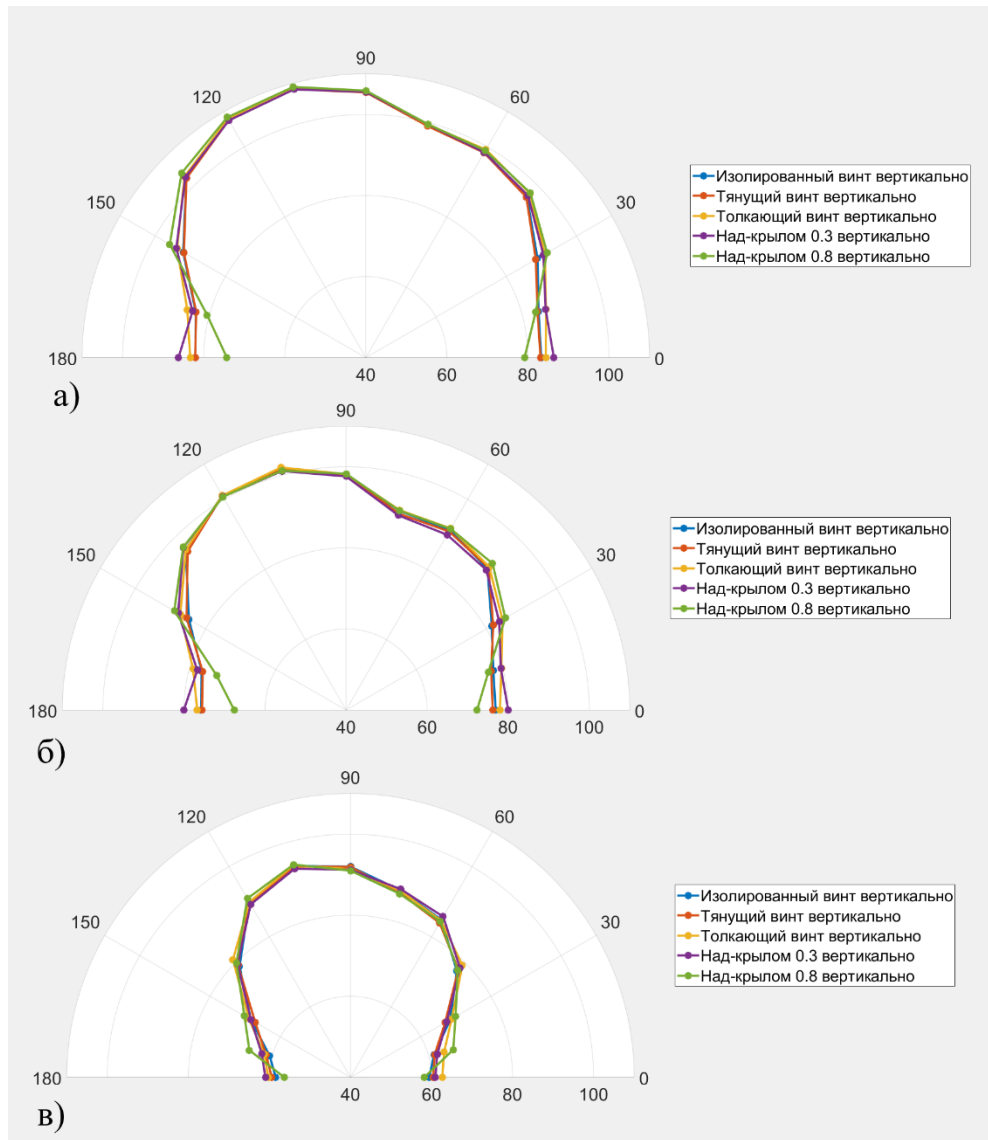 90
120
60
150
30
180
0
40
60
80
100
Изолированный винт вертикально
Тянущий винт вертикально
Толкающий винт вертикально
Над-крылом 0.3 вертикально
Над-крылом 0.8 вертикально
а)
90
120
60
150
30
180
0
40
60
80
100
Изолированный винт вертикально
Тянущий винт вертикально
Толкающий винт вертикально
Над-крылом 0.3 вертикально
Над-крылом 0.8 вертикально
б)
90
120
60
150
30
180
0
40
60
80
100
Изолированный винт вертикально
Тянущий винт вертикально
Толкающий винт вертикально
Над-крылом 0.3 вертикально
Над-крылом 0.8 вертикально
в)